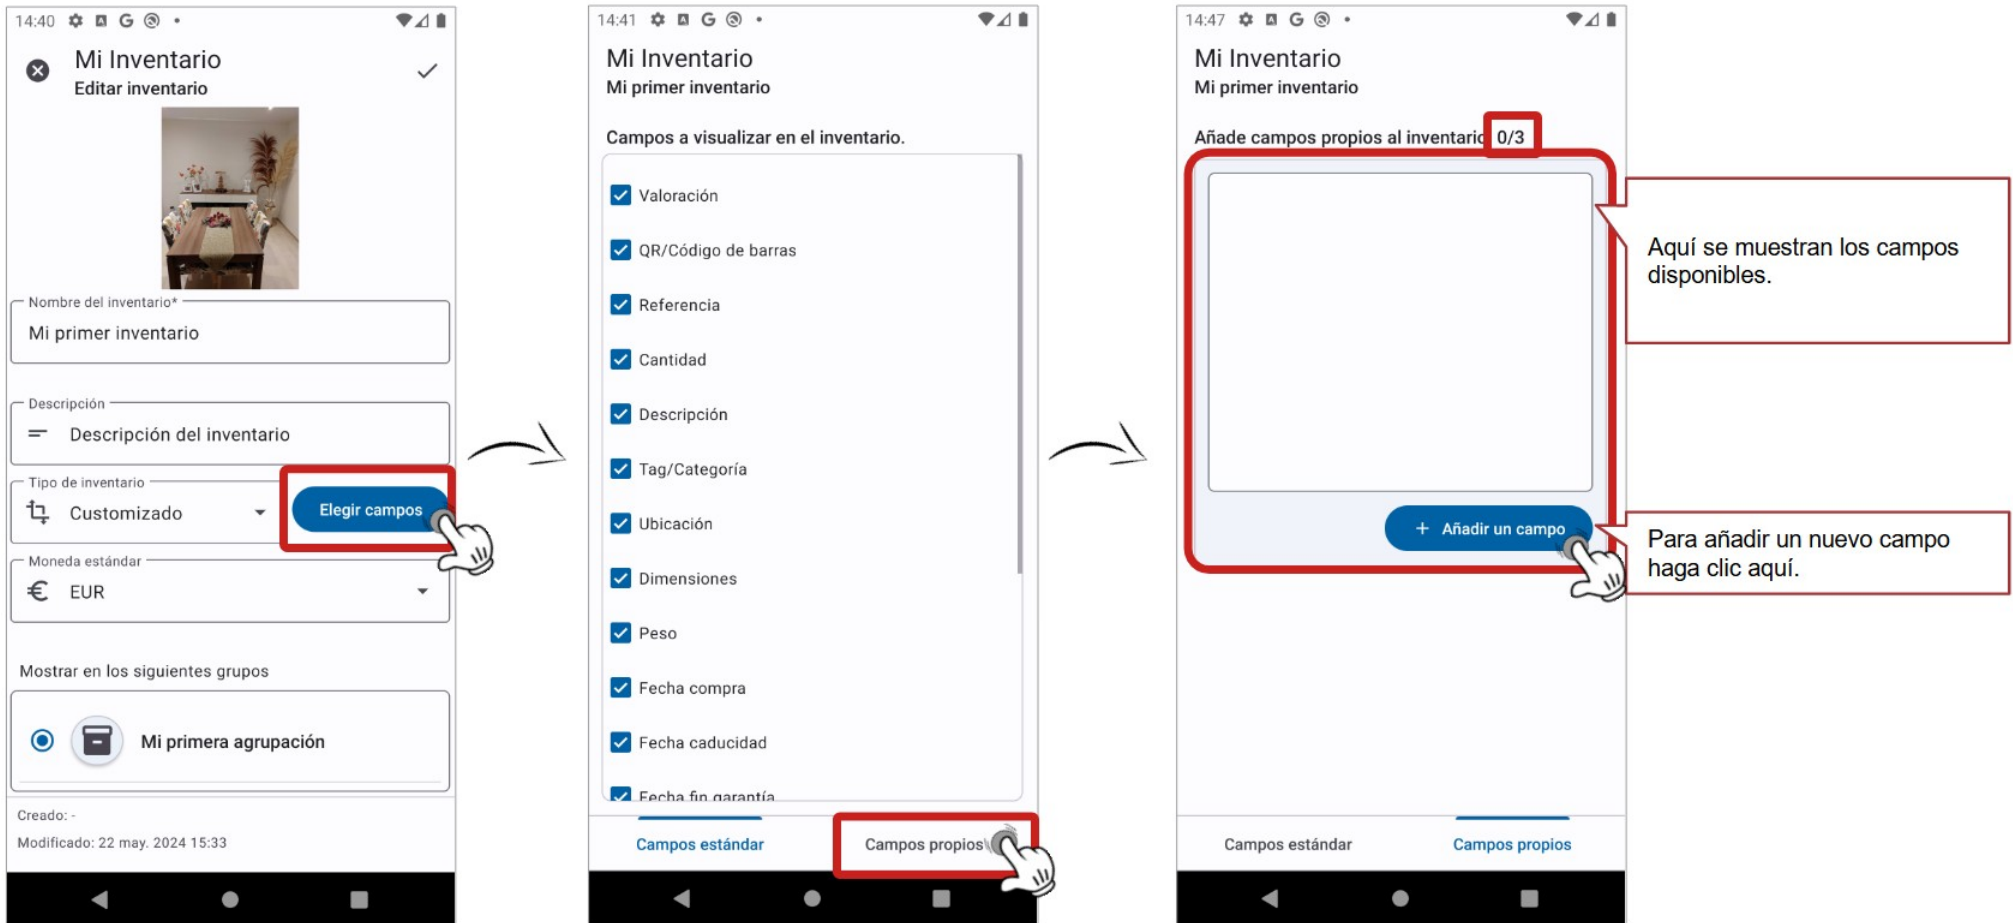 14:40
Mi Inventario
Editar inventario
Nombre del inventario*
Mi primer inventario
Descripción
Descripción del inventario
Tipo de inventario
Customizado
Elegir campos
Moneda estándar
€ EUR
Mostrar en los siguientes grupos
Mi primera agrupación
Creado: -
Modificado: 22 may. 2024 15:33
14:41
Mi Inventario
Mi primer inventario
Campos a visualizar en el inventario.
Valoración
QR/Código de barras
Referencia
Cantidad
Descripción
Tag/Categoría
Ubicación
Dimensiones
Peso
Fecha compra
Fecha caducidad
Fecha fin garantía
Campos estándar
Campos propios
14:47
Mi Inventario
Mi primer inventario
Añade campos propios al inventario 0/3
+ Añadir un campo
Campos estándar
Campos propios
Aquí se muestran los campos
disponibles.
Para añadir un nuevo campo
haga clic aquí.